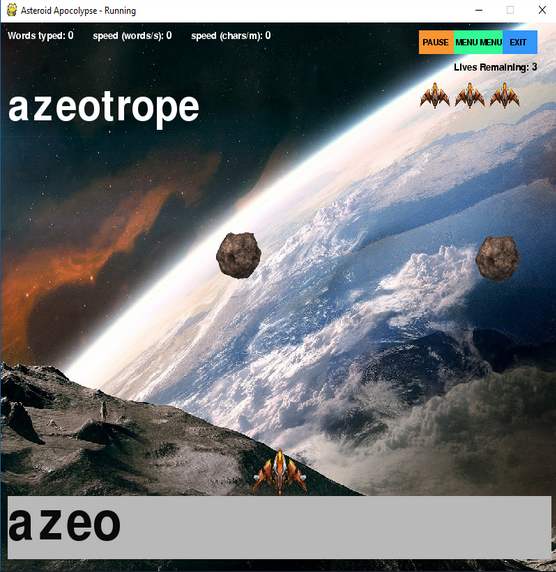 Asteroid Apocolypse - Running
Words typed: 0 speed (words/s): 0 speed (chars/m): 0
PAUSE MENU MENU EXIT
Lives Remaining: 3
azeotrope
azeo